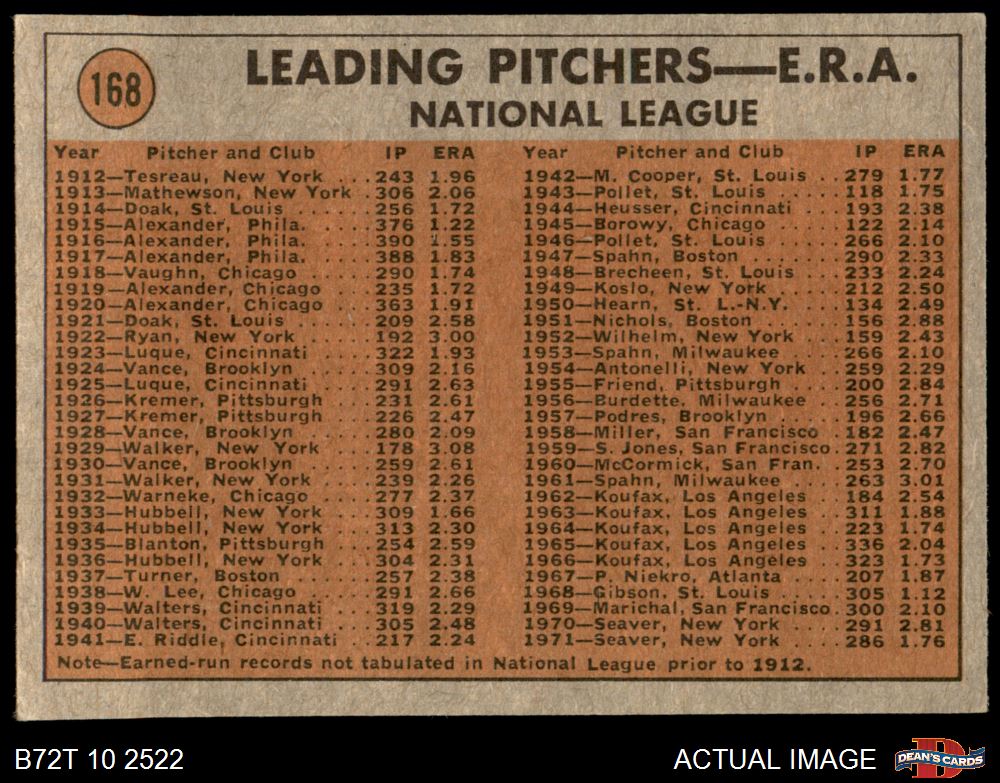 168
LEADING PITCHERS—E.R.A.
NATIONAL LEAGUE
Year Pitcher and Club IP ERA
1912—Tesreau, New York ... 243 1.96
1913—Mathewson, New York . 306 2.06
1914—Doak, St. Louis ...... 256 1.72
1915—Alexander, Phila. .... 376 1.22
1916—Alexander, Phila. .... 390 1.55
1917—Alexander, Phila. .... 388 1.83
1918—Vaughn, Chicago .... 290 1.74
1919—Alexander, Chicago ... 235 1.72
1920—Alexander, Chicago ... 363 1.91
1921—Doak, St. Louis ...... 209 2.58
1922—Ryan, New York ..... 192 3.00
1923—Luque, Cincinnati .... 322 1.93
1924—Vance, Brooklyn ..... 309 2.16
1925—Luque, Cincinnati .... 291 2.63
1926—Kremer, Pittsburgh ... 231 2.61
1927—Kremer, Pittsburgh ... 226 2.47
1928—Vance, Brooklyn ..... 280 2.09
1929—Walker, New York ... 178 3.08
1930—Vance, Brooklyn ..... 259 2.61
1931—Walker, New York ... 239 2.26
1932—Warneke, Chicago .... 277 2.37
1933—Hubbell, New York ... 309 1.66
1934—Hubbell, New York ... 313 2.30
1935—Blanton, Pittsburgh ... 254 2.59
1936—Hubbell, New York ... 304 2.31
1937—Turner, Boston ...... 257 2.38
1938—W. Lee, Chicago ..... 291 2.66
1939—Walters, Cincinnati ... 319 2.29
1940—Walters, Cincinnati ... 305 2.48
1941—E. Riddle, Cincinnati .. 217 2.24
Year Pitcher and Club IP ERA
1942—M. Cooper, St. Louis .. 279 1.77
1943—Pollet, St. Louis ..... 118 1.75
1944—Heusser, Cincinnati ... 193 2.38
1945—Borowy, Chicago ..... 122 2.14
1946—Pollet, St. Louis ..... 266 2.10
1947—Spahn, Boston ....... 290 2.33
1948—Brecheen, St. Louis ... 233 2.24
1949—Koslo, New York ..... 212 2.50
1950—Hearn, St. L.-N.Y. .... 134 2.49
1951—Nichols, Boston ...... 156 2.88
1952—Wilhelm, New York ... 159 2.43
1953—Spahn, Milwaukee .... 266 2.10
1954—Antonelli, New York .. 259 2.29
1955—Friend, Pittsburgh .... 200 2.84
1956—Burdette, Milwaukee .. 256 2.71
1957—Podres, Brooklyn ..... 196 2.66
1958—Miller, San Francisco . 182 2.47
1959—S. Jones, San Francisco. 271 2.82
1960—McCormick, San Fran. .. 253 2.70
1961—Spahn, Milwaukee .... 263 3.01
1962—Koufax, Los Angeles .. 184 2.54
1963—Koufax, Los Angeles .. 311 1.88
1964—Koufax, Los Angeles .. 223 1.74
1965—Koufax, Los Angeles .. 336 2.04
1966—Koufax, Los Angeles .. 323 1.73
1967—P. Niekro, Atlanta .... 207 1.87
1968—Gibson, St. Louis ..... 305 1.12
1969—Marichal, San Francisco. 300 2.10
1970—Seaver, New York .... 291 2.81
1971—Seaver, New York .... 286 1.76
Note—Earned-run records not tabulated in National League prior to 1912.
B72T 10 2522
ACTUAL IMAGE
D
DEAN'S CARDS